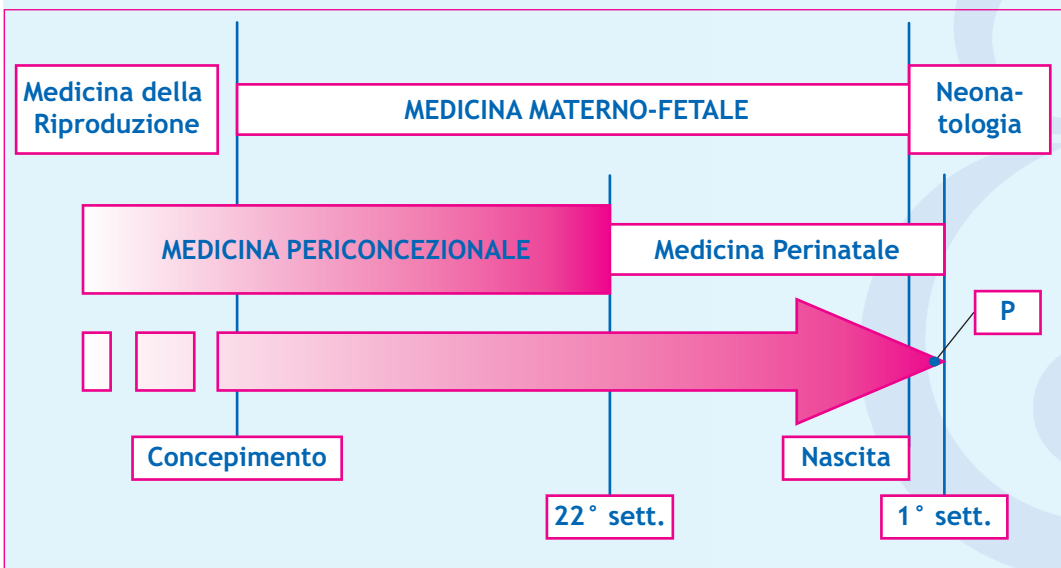 Medicina della
Riproduzione
MEDICINA MATERNO-FETALE
Neona-
tologia
MEDICINA PERICONCEZIONALE
Medicina Perinatale
P
Concepimento
Nascita
22° sett.
1° sett.